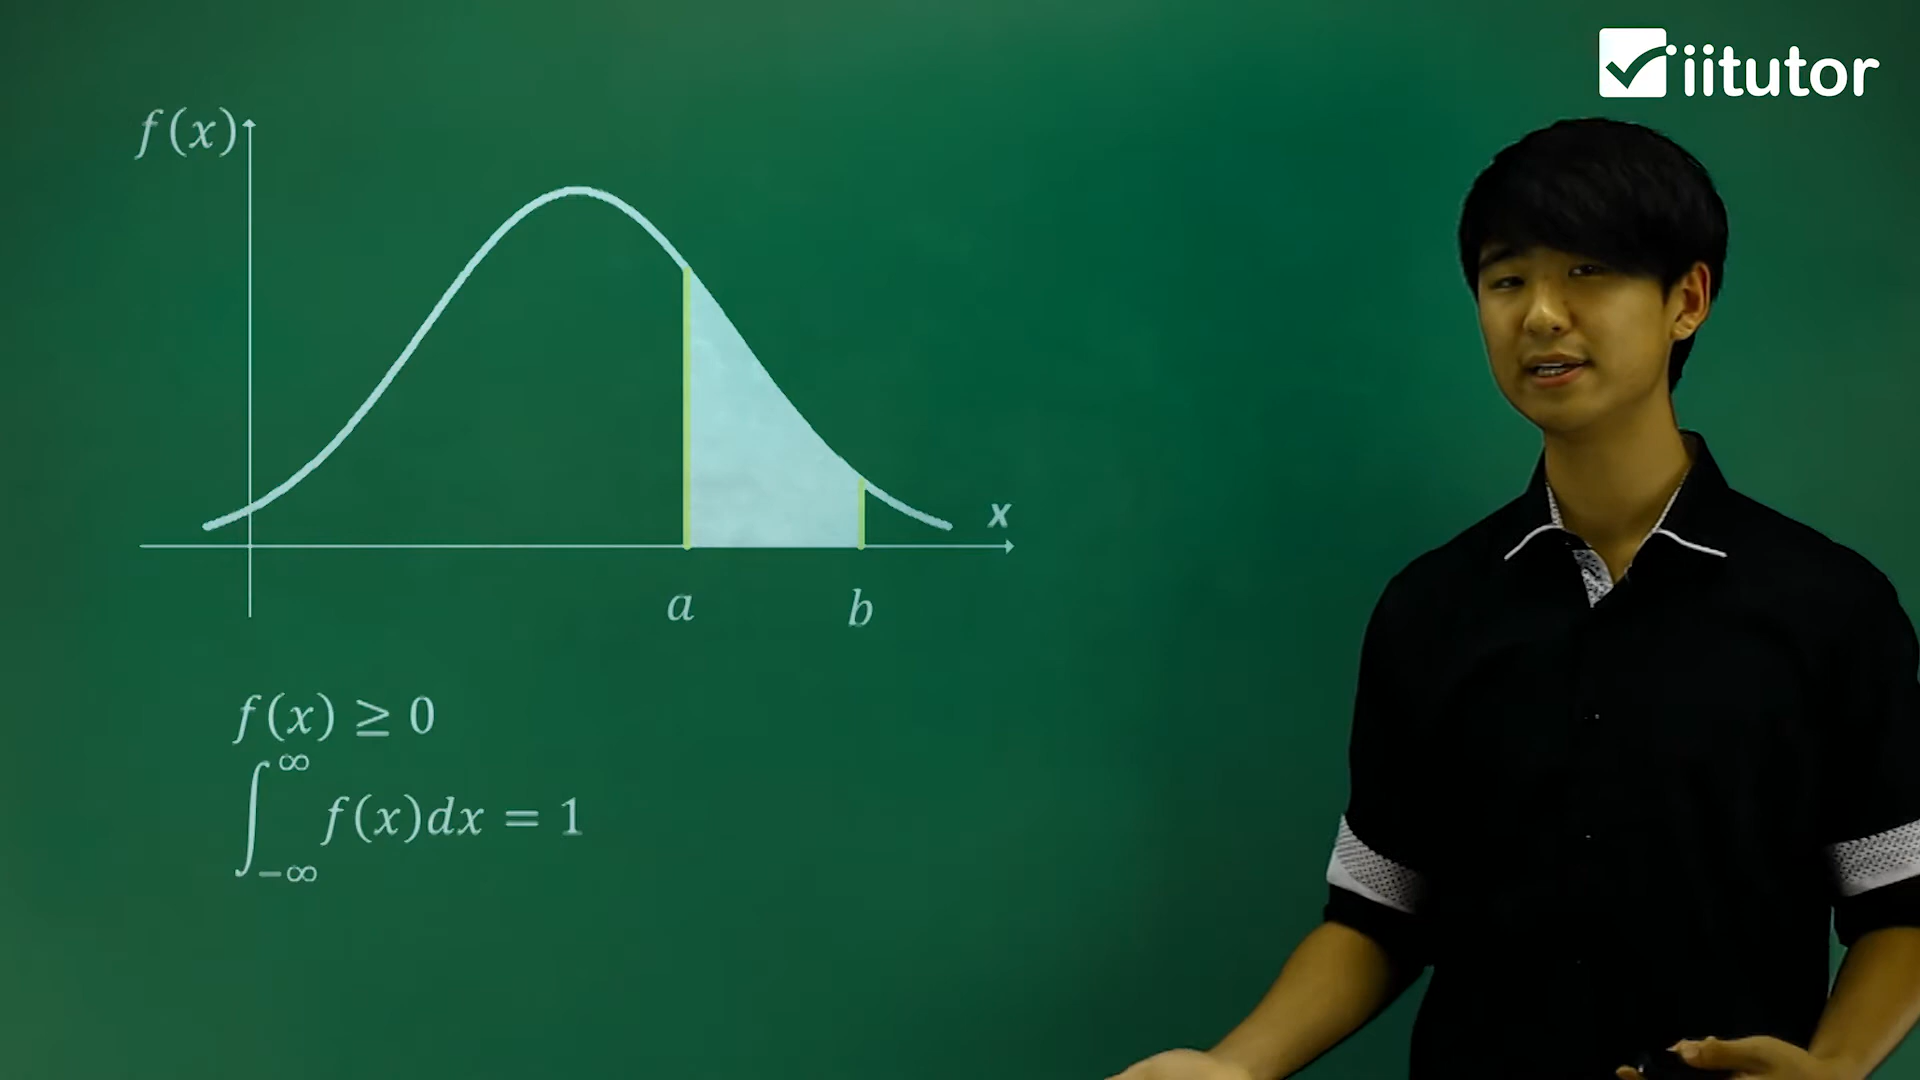 iitutor
f(x)
x
a b
f(x) ≥ 0
∫_{-∞}^{∞} f(x)dx = 1